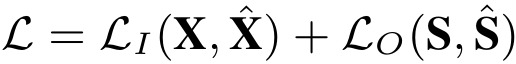 ℒ = ℒ_I(𝐗, 𝐗̂) + ℒ_O(𝐒, 𝐒̂)